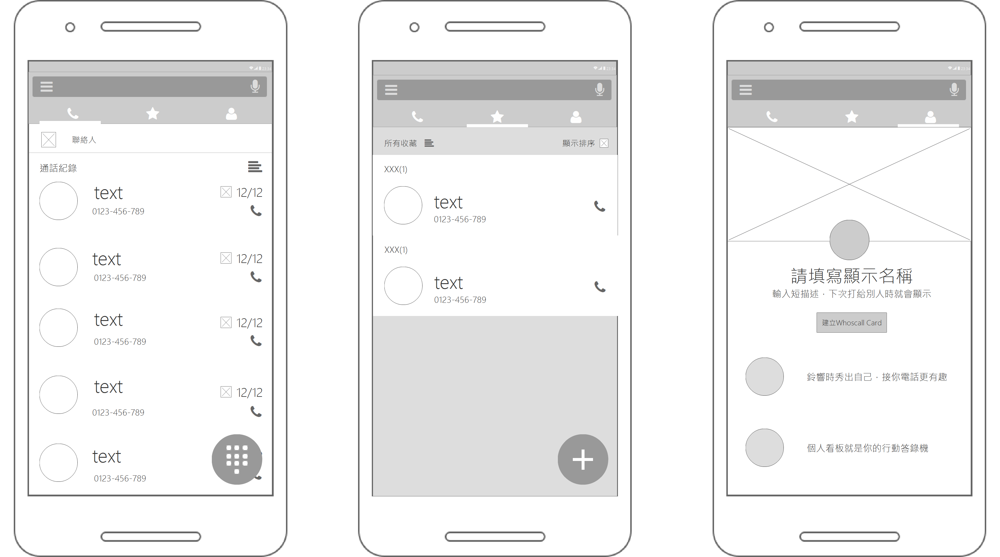 23:34
聯絡人
通話紀錄
text
12/12
0123-456-789
text
12/12
0123-456-789
text
12/12
0123-456-789
text
12/12
0123-456-789
text
0123-456-789
23:34
所有收藏
顯示排序
XXX(1)
text
0123-456-789
XXX(1)
text
0123-456-789
23:34
請填寫顯示名稱
輸入短描述，下次打給別人時就會顯示
建立Whoscall Card
鈴響時秀出自己，接你電話更有趣
個人看板就是你的行動答錄機